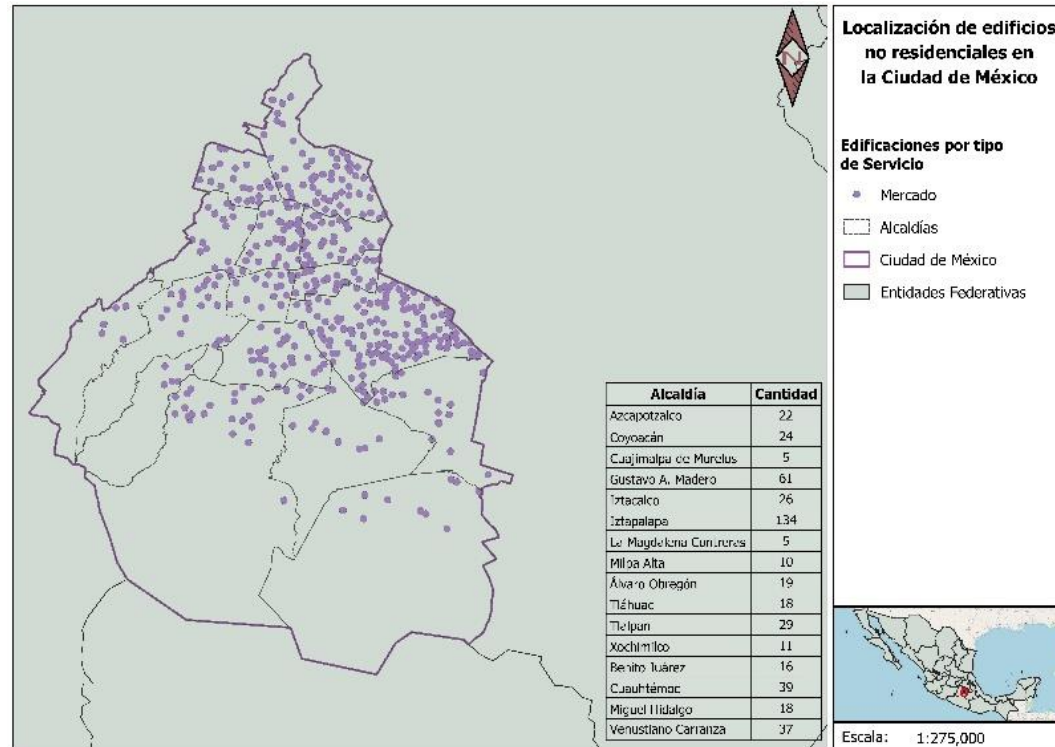 Localización de edificios
no residenciales en
la Ciudad de México
Edificaciones por tipo
de Servicio
Mercado
Alcaldías
Ciudad de México
Entidades Federativas
N
Alcaldía Cantidad
Azcapotzalco 22
Coyoacán 24
Cuajimalpa de Morelos 5
Gustavo A. Madero 61
Iztacalco 26
Iztapalapa 134
La Magdalena Contreras 5
Milpa Alta 10
Álvaro Obregón 19
Tláhuac 18
Tlalpan 29
Xochimilco 11
Benito Juárez 16
Cuauhtémoc 39
Miguel Hidalgo 18
Venustiano Carranza 37
Escala: 1:275,000